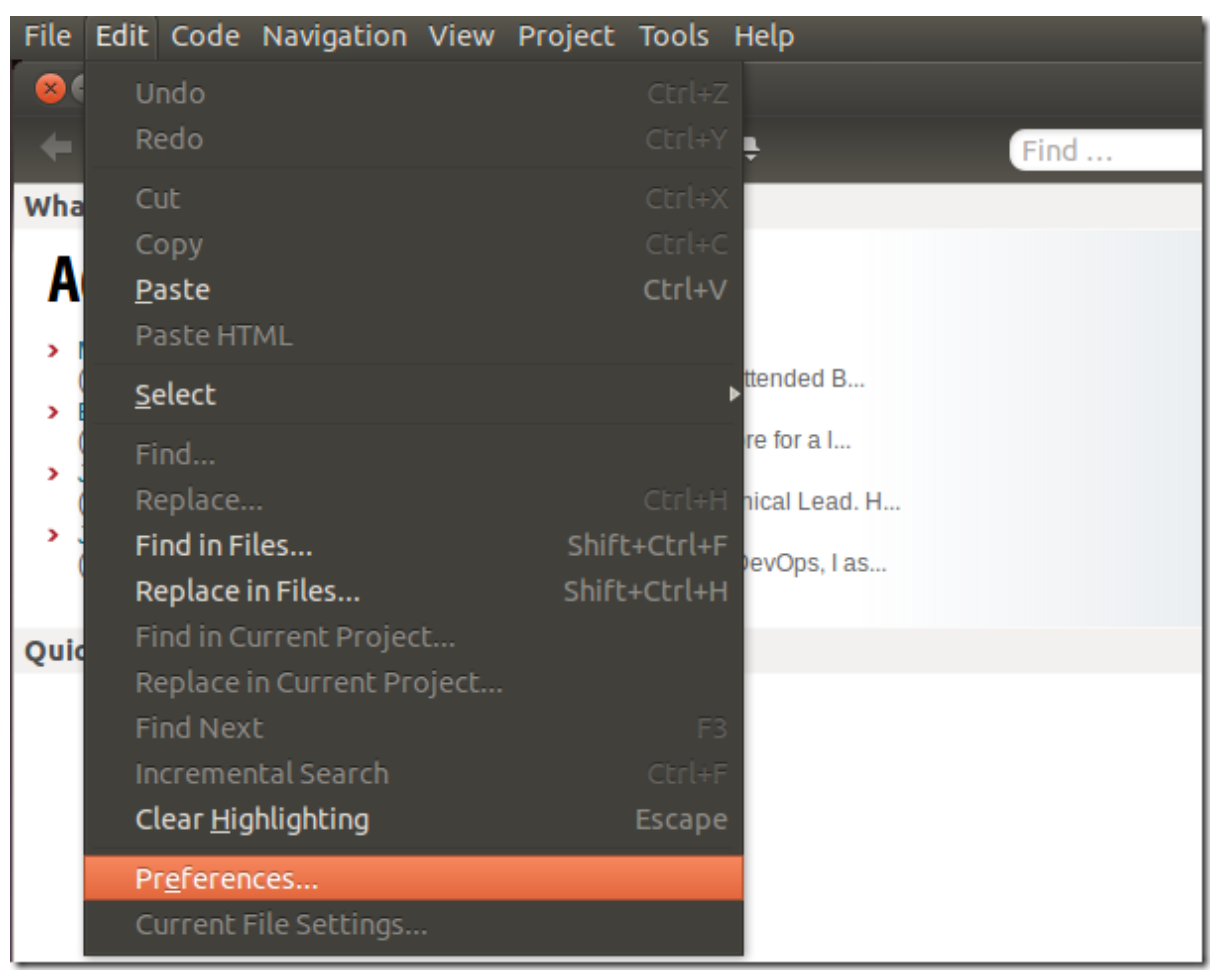 File Edit Code Navigation View Project Tools Help
Undo Ctrl+Z
Redo Ctrl+Y
Find ...
Cut Ctrl+X
Wha
Copy Ctrl+C
A
Paste Ctrl+V
Paste HTML
ttended B...
Select
re for a l...
Find...
Replace... Ctrl+H
nical Lead. H...
Find in Files... Shift+Ctrl+F
DevOps, I as...
Replace in Files... Shift+Ctrl+H
Find in Current Project...
Quic
Replace in Current Project...
Find Next F3
Incremental Search Ctrl+F
Clear Highlighting Escape
Preferences...
Current File Settings...